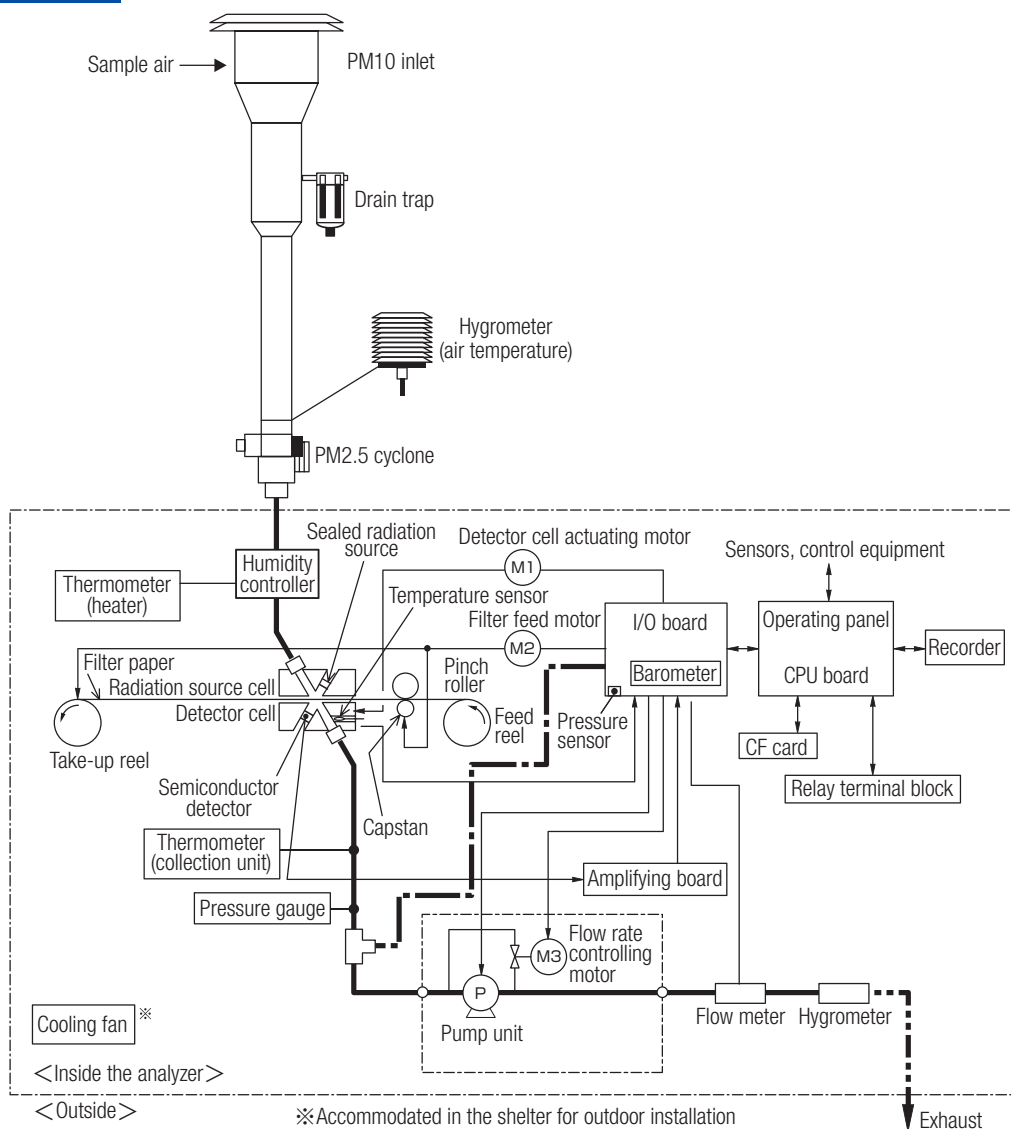 Sample air
PM10 inlet
Drain trap
Hygrometer
(air temperature)
PM2.5 cyclone
Sealed radiation
source
Detector cell actuating motor
Sensors, control equipment
Humidity
controller
Thermometer
(heater)
Temperature sensor
M1
Filter feed motor
M2
I/O board
Operating panel
CPU board
Recorder
Barometer
Filter paper
Radiation source cell
Detector cell
Pinch
roller
Feed
reel
Pressure
sensor
CF card
Take-up reel
Relay terminal block
Semiconductor
detector
Capstan
Thermometer
(collection unit)
Amplifying board
Pressure gauge
M3
Flow rate
controlling
motor
P
Pump unit
Flow meter
Hygrometer
Cooling fan
※
<Inside the analyzer>
<Outside>
※Accommodated in the shelter for outdoor installation
Exhaust